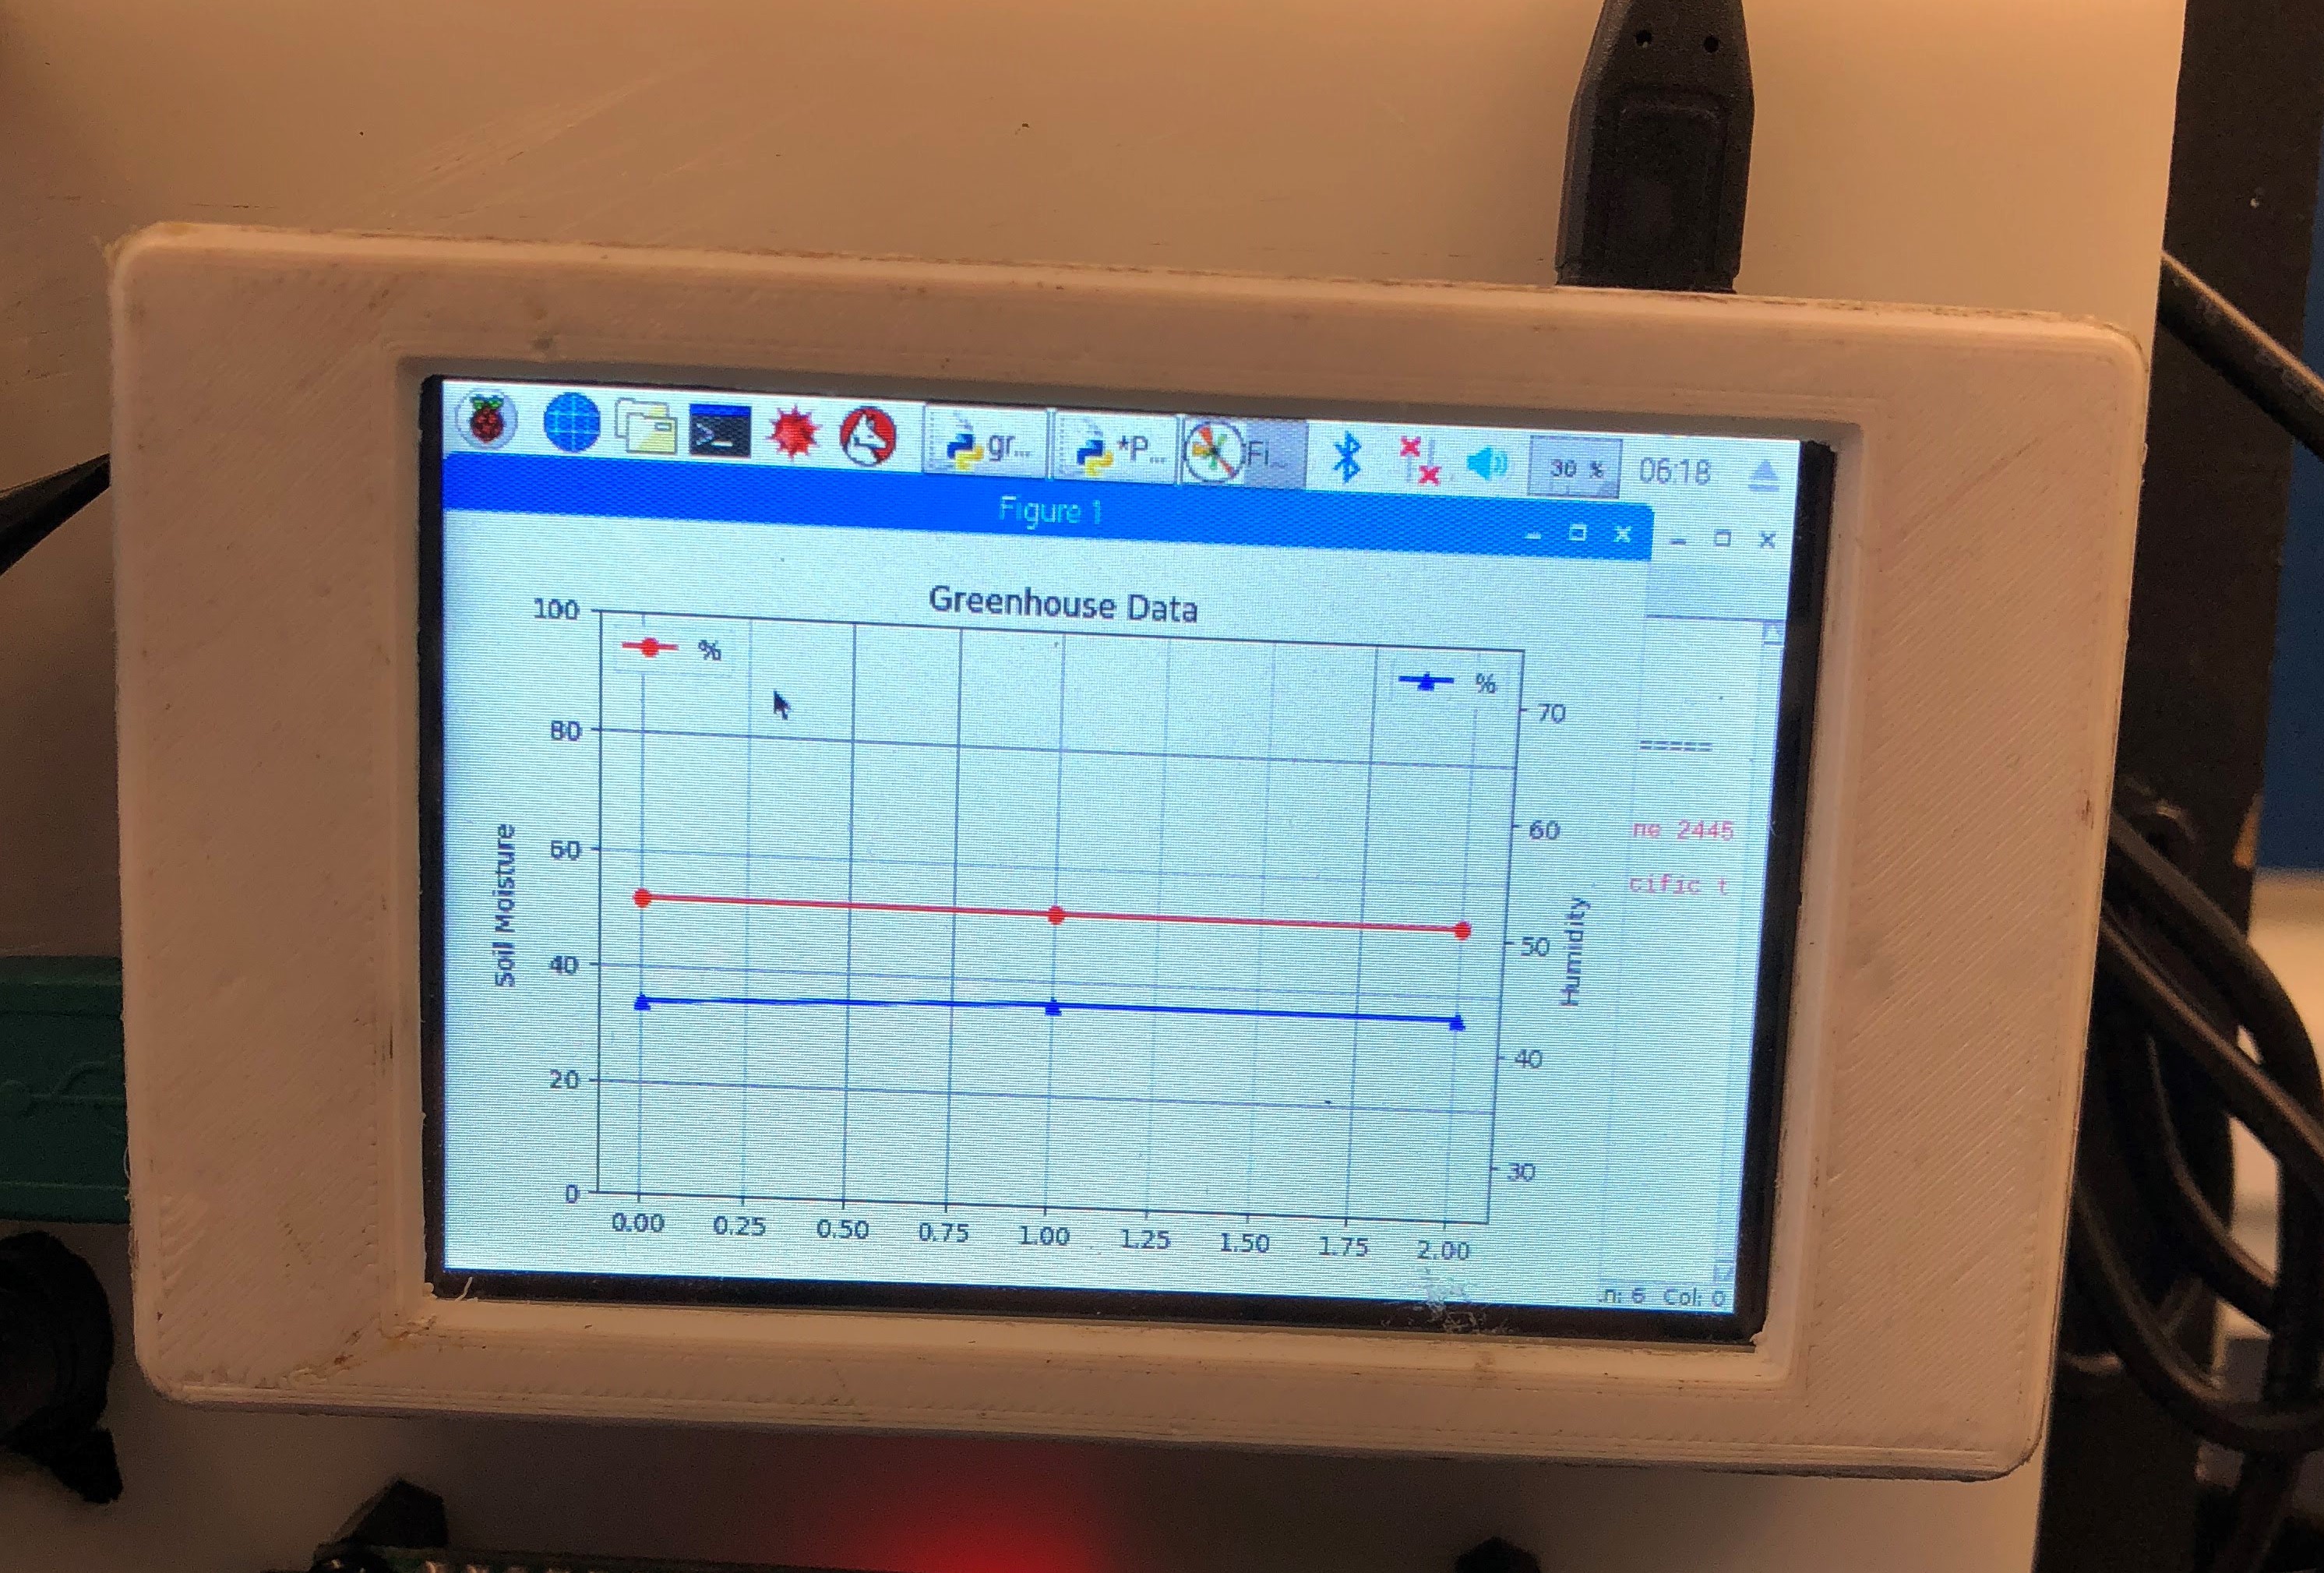 gr... *P... Fi... 30 % 06:18
Figure 1
Greenhouse Data
% %
100
80
60
40
20
0
Soil Moisture
70
60
50
40
30
Humidity
0.00 0.25 0.50 0.75 1.00 1.25 1.50 1.75 2.00
=====
ne 2445
cific t
n: 6 Col: 0